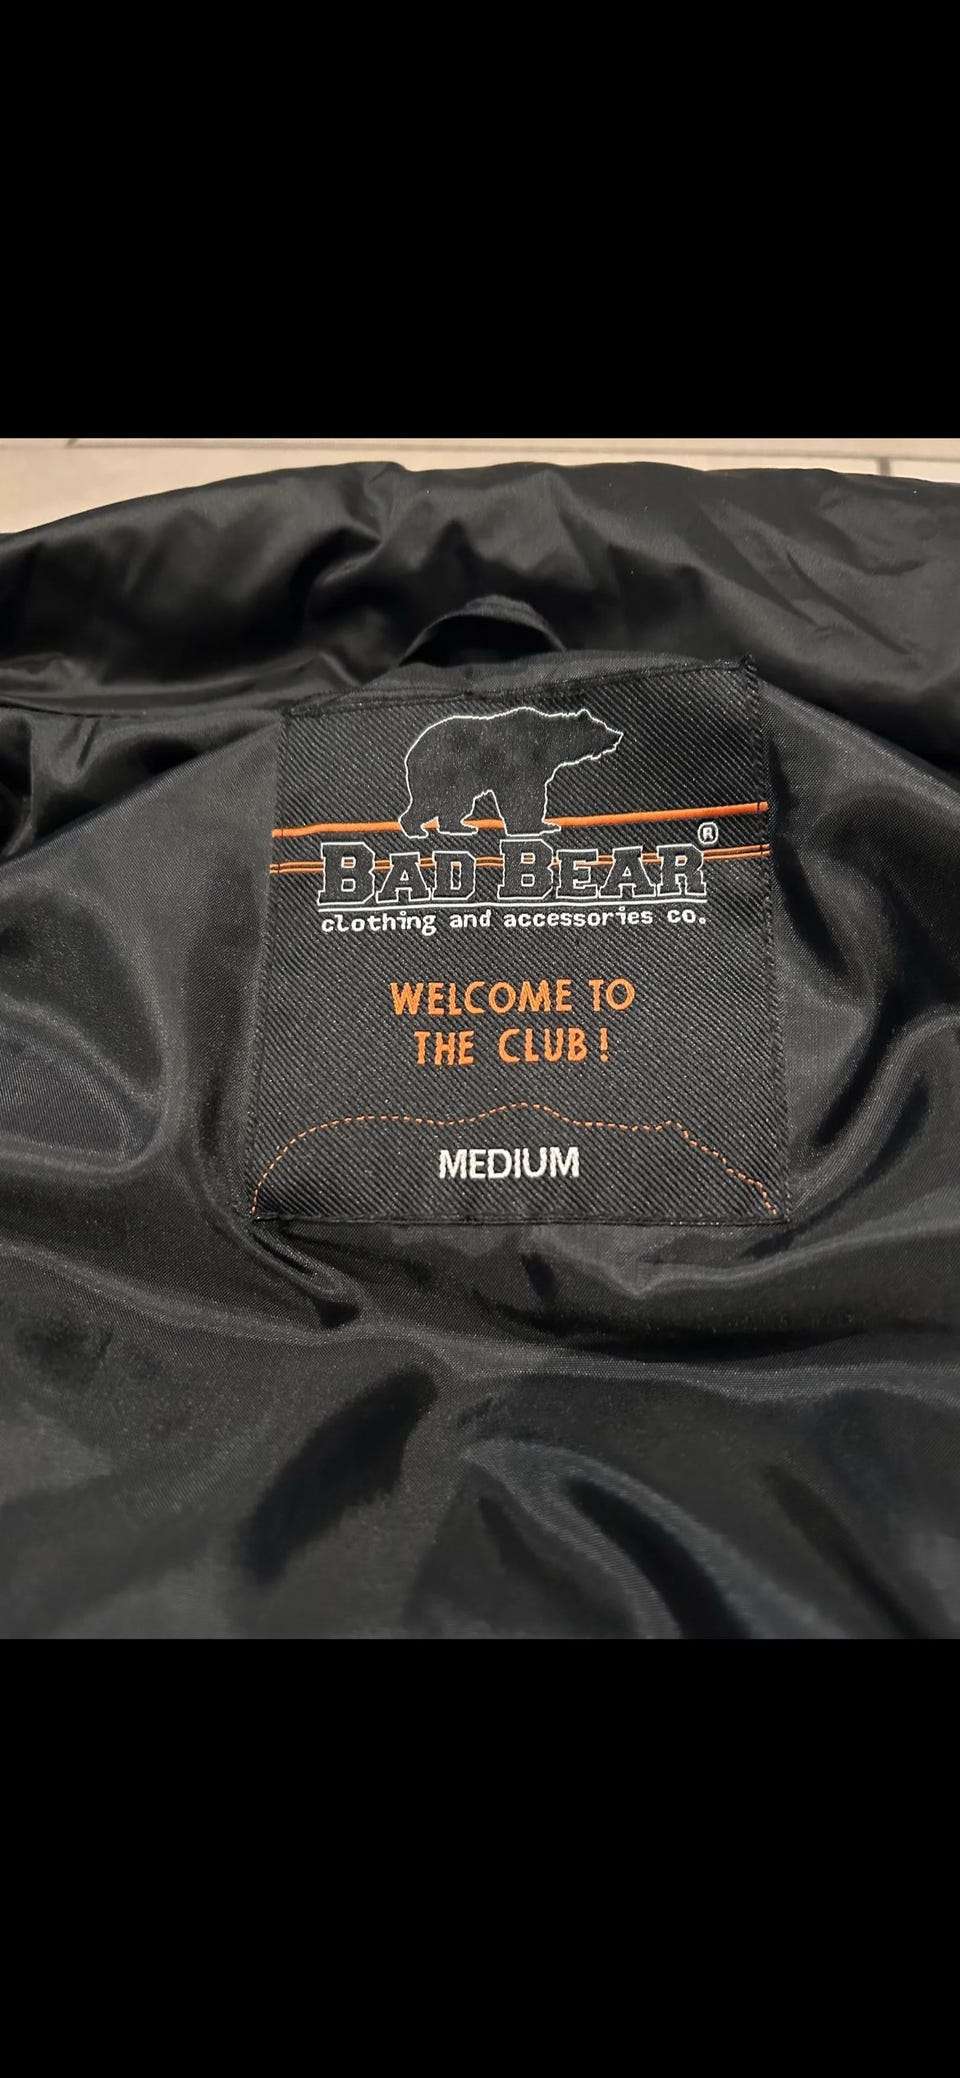 BAD BEAR ®
clothing and accessories co.
WELCOME TO
THE CLUB!
MEDIUM